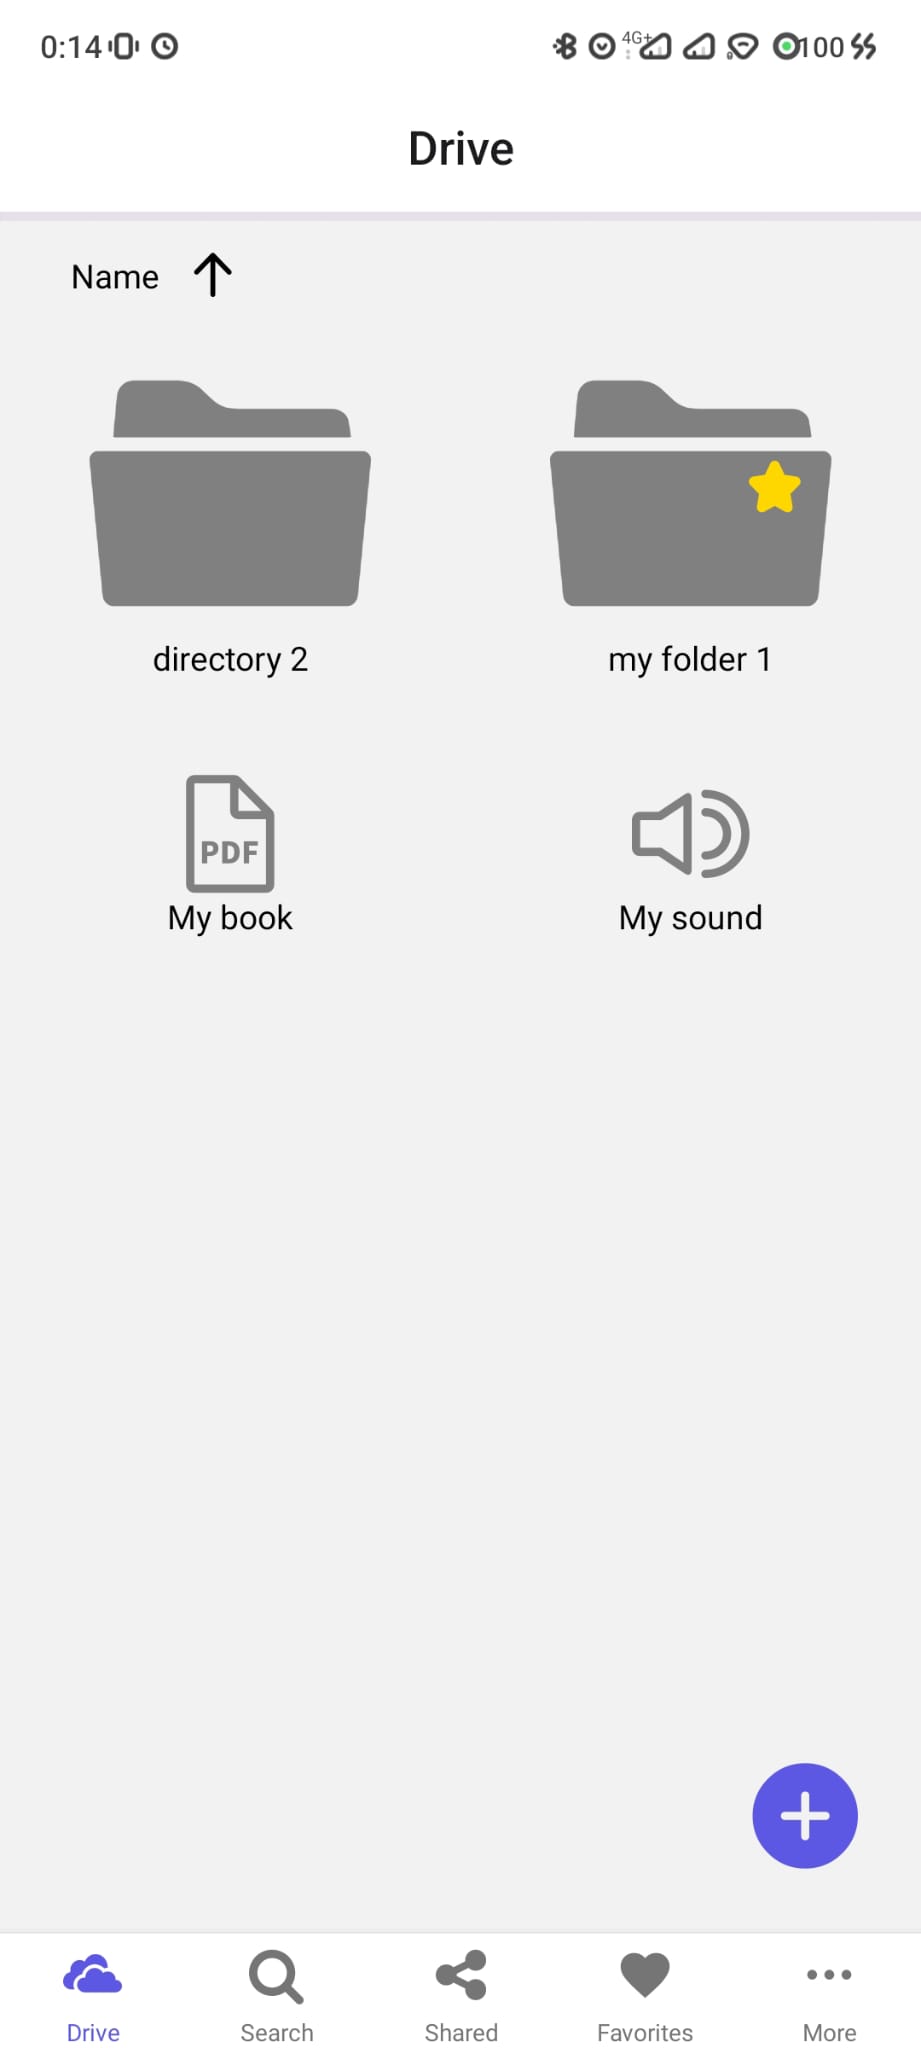 0:14
4G+
100
Drive
Name
directory 2
my folder 1
PDF
My book
My sound
Drive
Search
Shared
Favorites
More